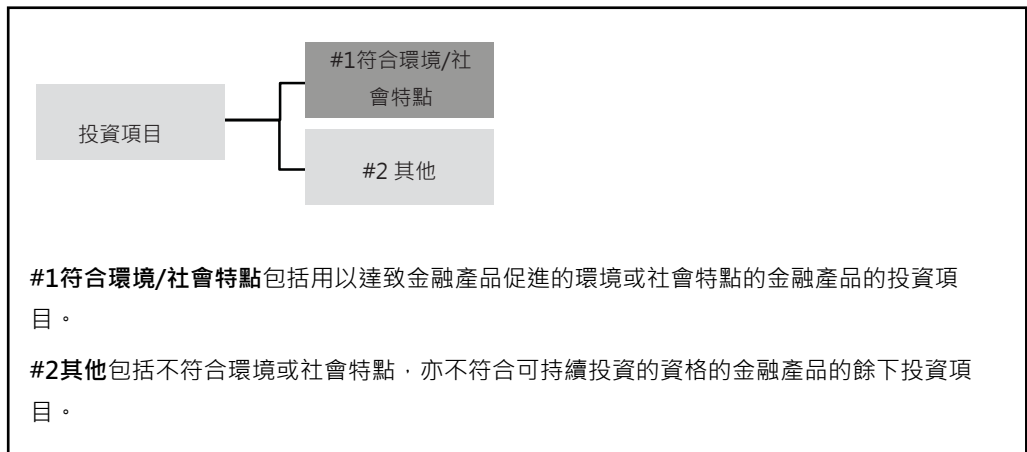 #1符合環境/社
會特點
投資項目
#2 其他
#1符合環境/社會特點包括用以達致金融產品促進的環境或社會特點的金融產品的投資項
目。
#2其他包括不符合環境或社會特點，亦不符合可持續投資的資格的金融產品的餘下投資項
目。